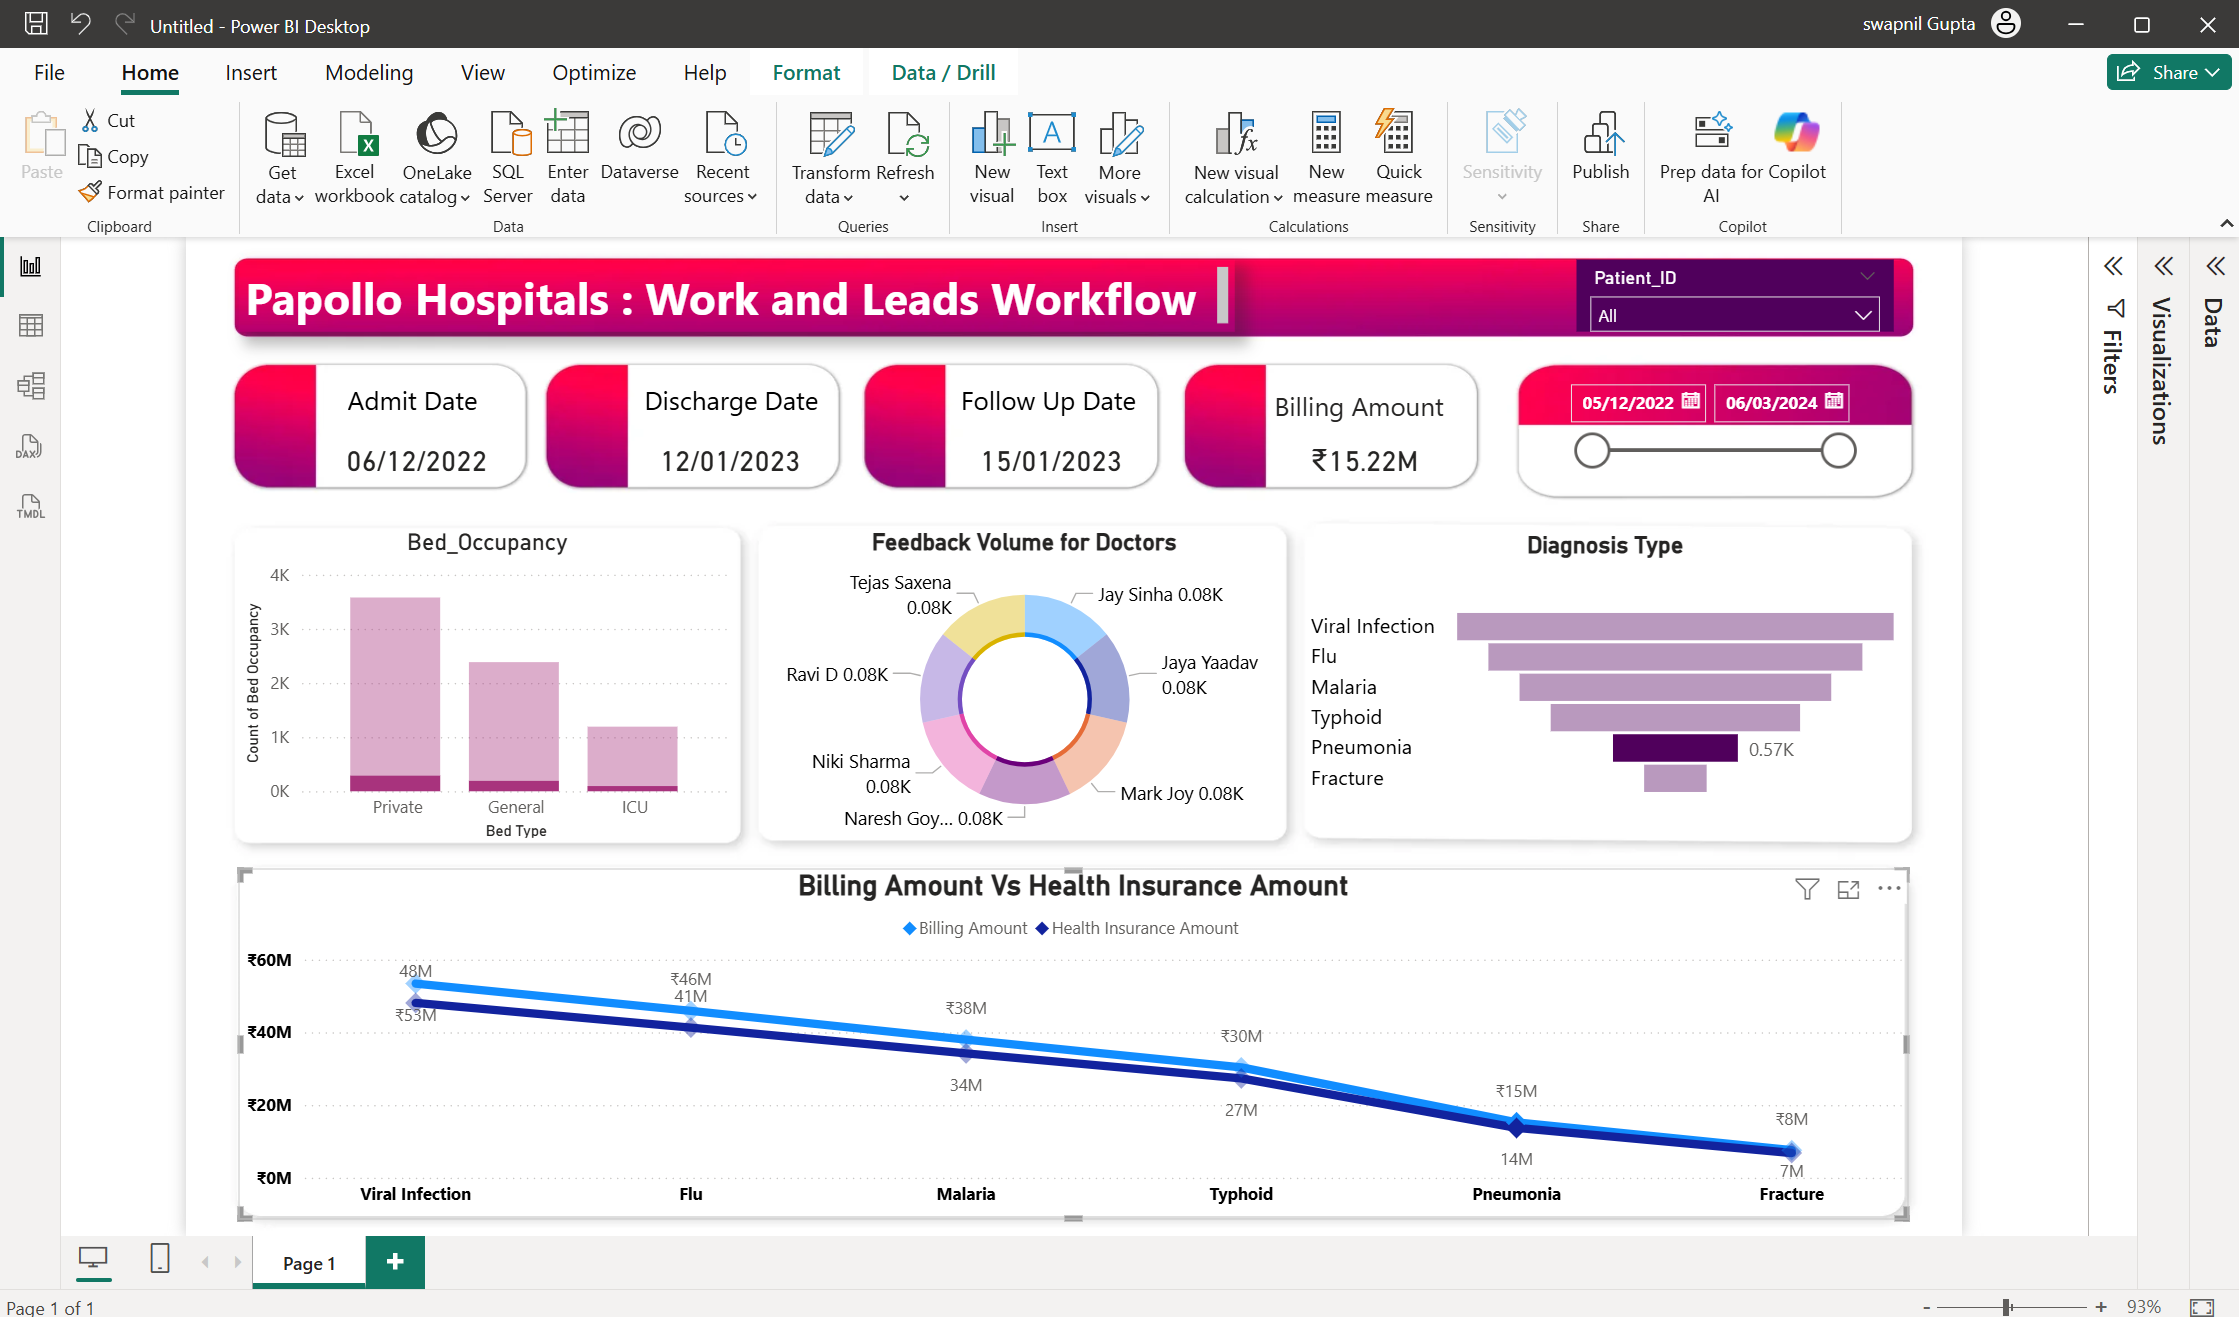 Untitled - Power BI Desktop
swapnil Gupta
File Home Insert Modeling View Optimize Help Format Data / Drill
Share
Paste
Cut
Copy
Format painter
Clipboard
Get data
Excel workbook
OneLake catalog
SQL Server
Enter data
Dataverse
Recent sources
Data
Transform data
Refresh
Queries
New visual
Text box
More visuals
Insert
New visual calculation
New measure
Quick measure
Calculations
Sensitivity
Sensitivity
Publish
Share
Prep data for AI
Copilot
Copilot
DAX
TMDL
Papollo Hospitals : Work and Leads Workflow
Patient_ID
All
Admit Date
06/12/2022
Discharge Date
12/01/2023
Follow Up Date
15/01/2023
Billing Amount
₹15.22M
05/12/2022
06/03/2024
Filters
Visualizations
Data
Bed_Occupancy
Count of Bed Occupancy
4K
3K
2K
1K
0K
Private General ICU
Bed Type
Feedback Volume for Doctors
Tejas Saxena 0.08K
Jay Sinha 0.08K
Ravi D 0.08K
Jaya Yaadav 0.08K
Niki Sharma 0.08K
Mark Joy 0.08K
Naresh Goy... 0.08K
Diagnosis Type
Viral Infection
Flu
Malaria
Typhoid
Pneumonia 0.57K
Fracture
Billing Amount Vs Health Insurance Amount
Billing Amount Health Insurance Amount
₹60M
₹40M
₹20M
₹0M
48M
₹53M
₹46M
41M
₹38M
34M
₹30M
27M
₹15M
14M
₹8M
7M
Viral Infection Flu Malaria Typhoid Pneumonia Fracture
Page 1
+
Page 1 of 1
- + 93%